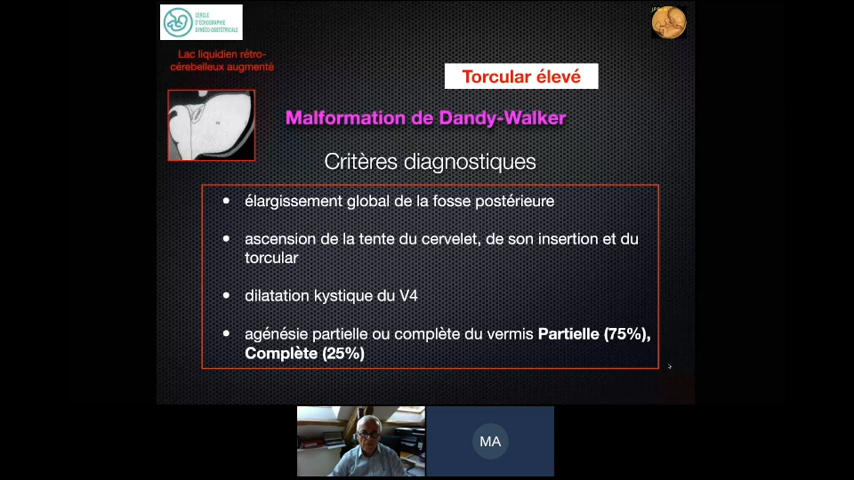 CERCLE
D'ÉCHOGRAPHIE
GYNÉCO-OBSTÉTRICALE
Lac liquidien rétro-
cérebelleux augmenté
Torcular élevé
Malformation de Dandy-Walker
Critères diagnostiques
élargissement global de la fosse postérieure
ascension de la tente du cervelet, de son insertion et du
torcular
dilatation kystique du V4
agénésie partielle ou complète du vermis Partielle (75%),
Complète (25%)
MA